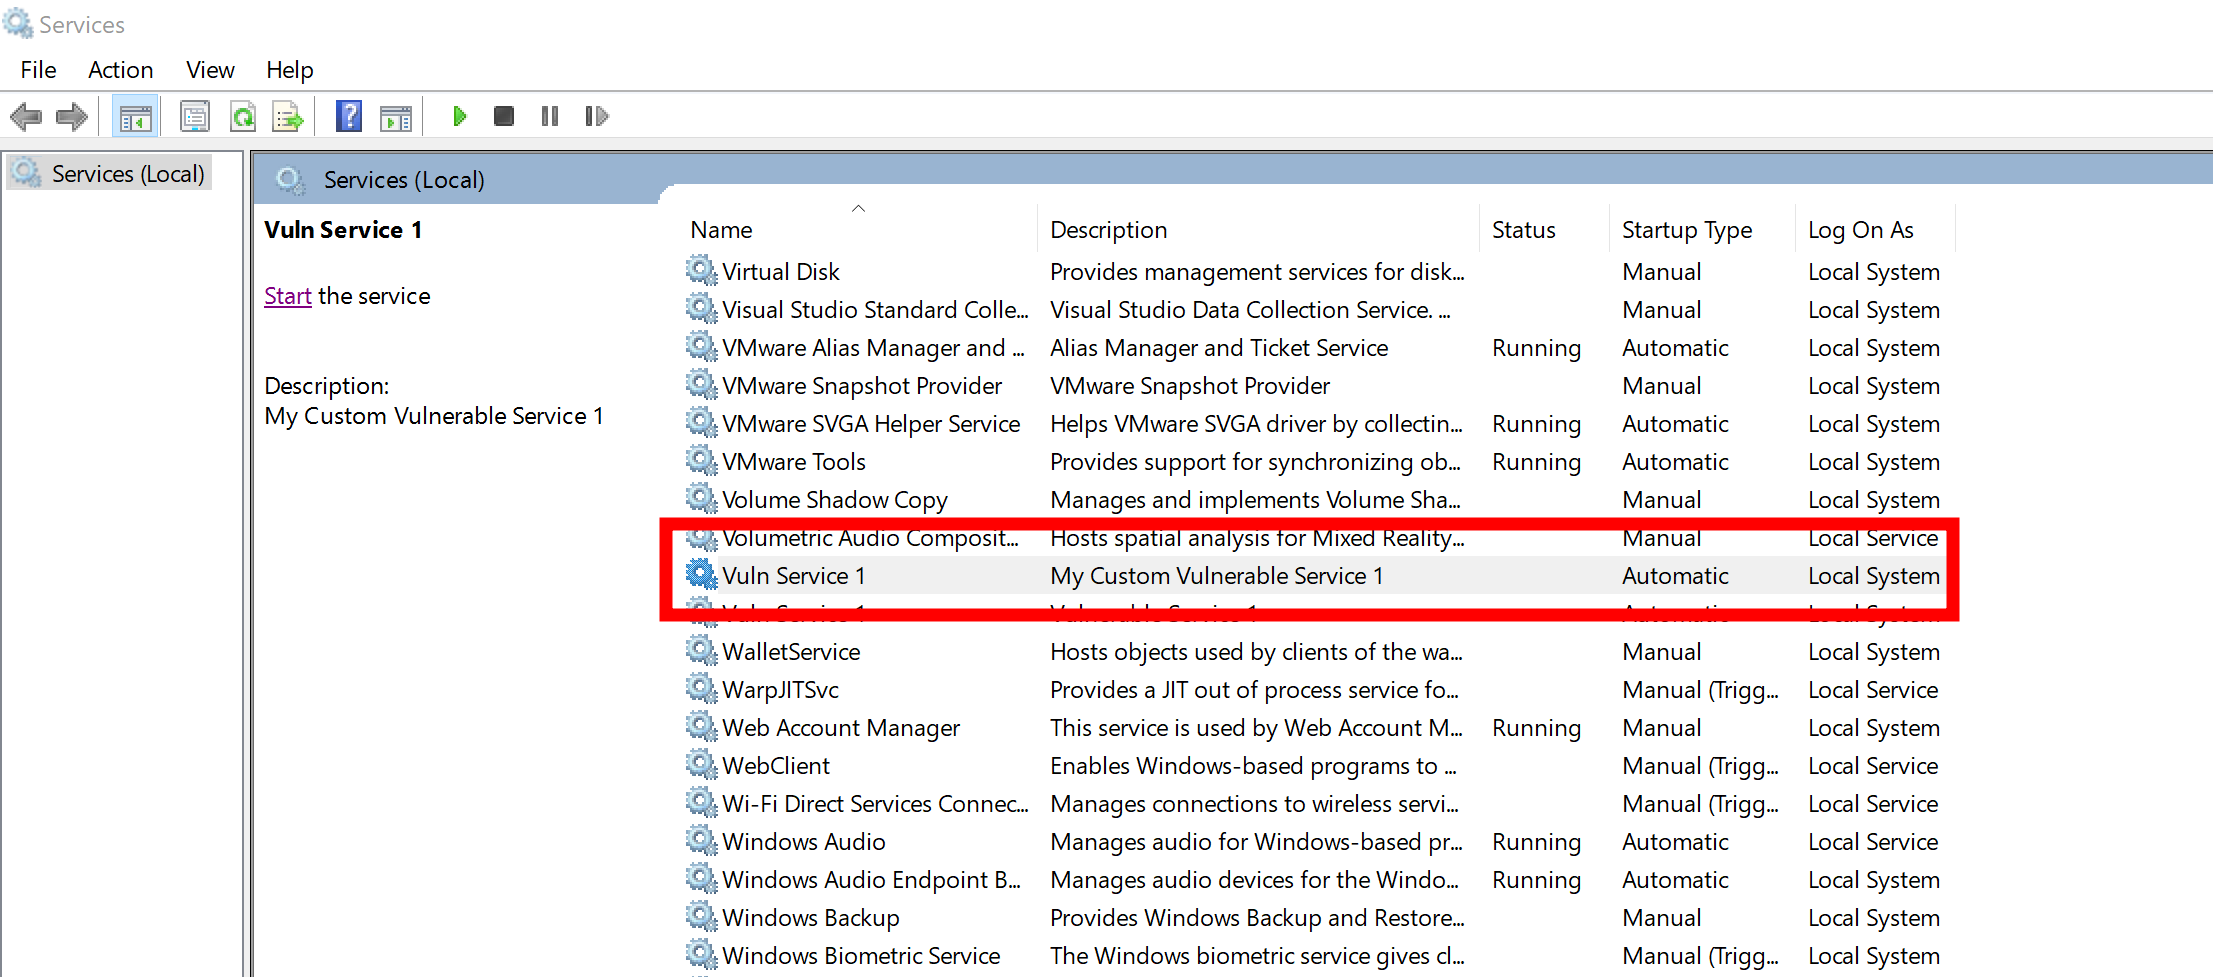 Services
File Action View Help
Services (Local)
Services (Local)
Vuln Service 1
Start the service
Description:
My Custom Vulnerable Service 1
Name Description Status Startup Type Log On As
Virtual Disk Provides management services for disk... Manual Local System
Visual Studio Standard Colle... Visual Studio Data Collection Service. ... Manual Local System
VMware Alias Manager and ... Alias Manager and Ticket Service Running Automatic Local System
VMware Snapshot Provider VMware Snapshot Provider Manual Local System
VMware SVGA Helper Service Helps VMware SVGA driver by collectin... Running Automatic Local System
VMware Tools Provides support for synchronizing ob... Running Automatic Local System
Volume Shadow Copy Manages and implements Volume Sha... Manual Local System
Volumetric Audio Composit... Hosts spatial analysis for Mixed Reality... Manual Local Service
Vuln Service 1 My Custom Vulnerable Service 1 Automatic Local System
Vuln Service 1 Vulnerable Service 1 Automatic Local System
WalletService Hosts objects used by clients of the wa... Manual Local System
WarpJITSvc Provides a JIT out of process service fo... Manual (Trigg... Local Service
Web Account Manager This service is used by Web Account M... Running Manual Local System
WebClient Enables Windows-based programs to ... Manual (Trigg... Local Service
Wi-Fi Direct Services Connec... Manages connections to wireless servi... Manual (Trigg... Local Service
Windows Audio Manages audio for Windows-based pr... Running Automatic Local Service
Windows Audio Endpoint B... Manages audio devices for the Windo... Running Automatic Local System
Windows Backup Provides Windows Backup and Restore... Manual Local System
Windows Biometric Service The Windows biometric service gives cl... Manual (Trigg... Local System